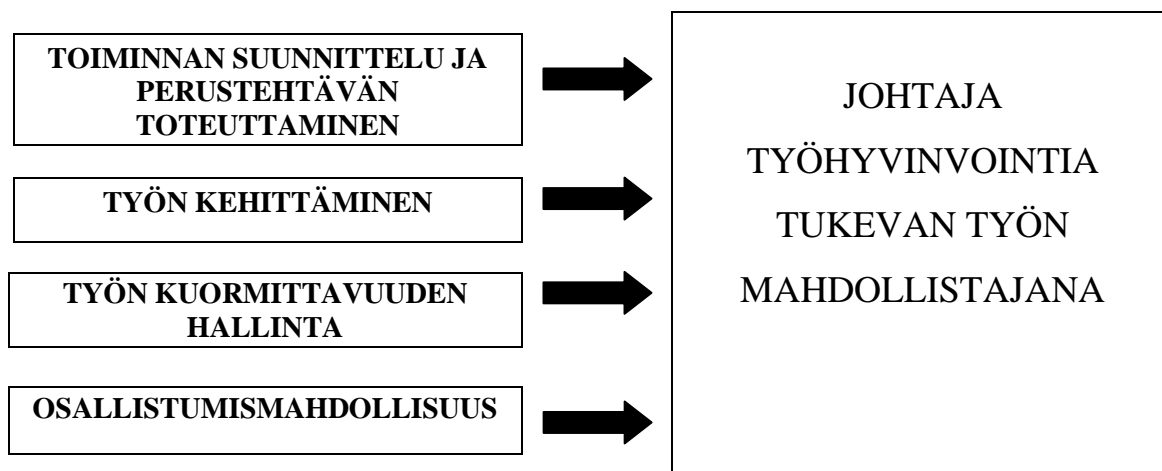 TOIMINNAN SUUNNITTELU JA
PERUSTEHTÄVÄN
TOTEUTTAMINEN
TYÖN KEHITTÄMINEN
TYÖN KUORMITTAVUUDEN
HALLINTA
OSALLISTUMISMAHDOLLISUUS
JOHTAJA
TYÖHYVINVOINTIA
TUKEVAN TYÖN
MAHDOLLISTAJANA